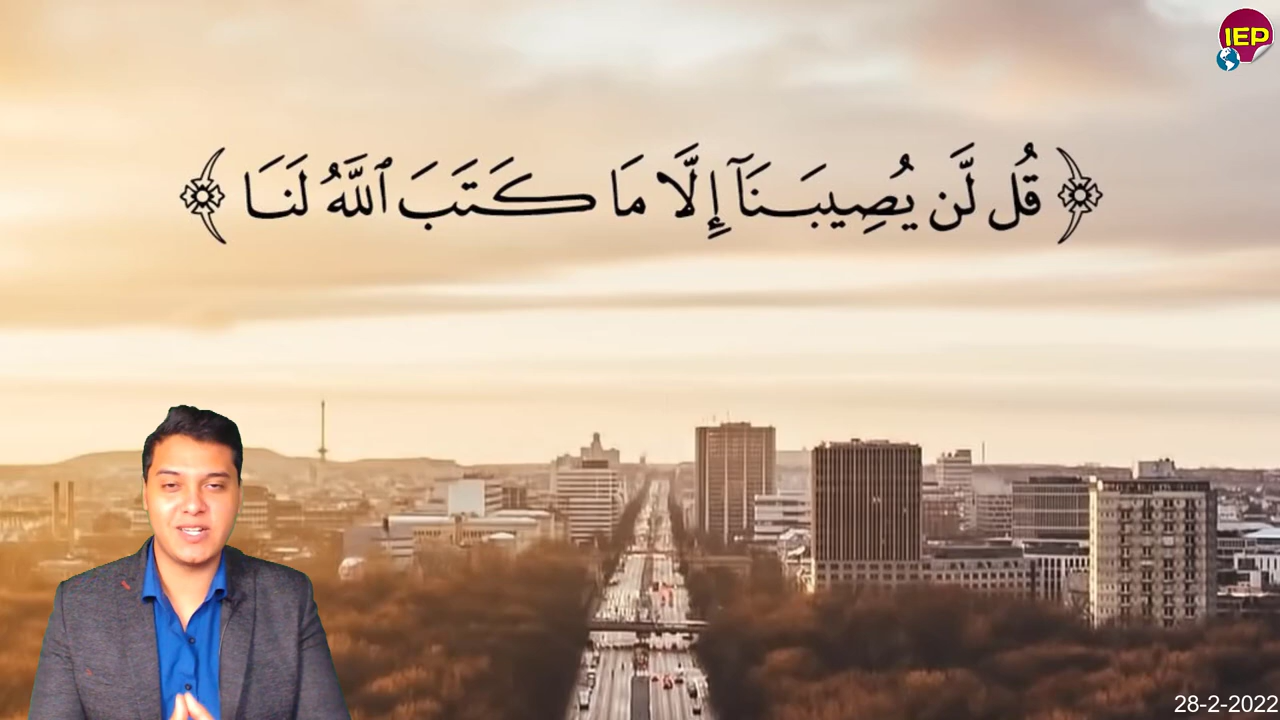 IEP
﴿ قُل لَّن يُصِيبَنَآ إِلَّا مَا كَتَبَ ٱللَّهُ لَنَا ﴾
28-2-2022